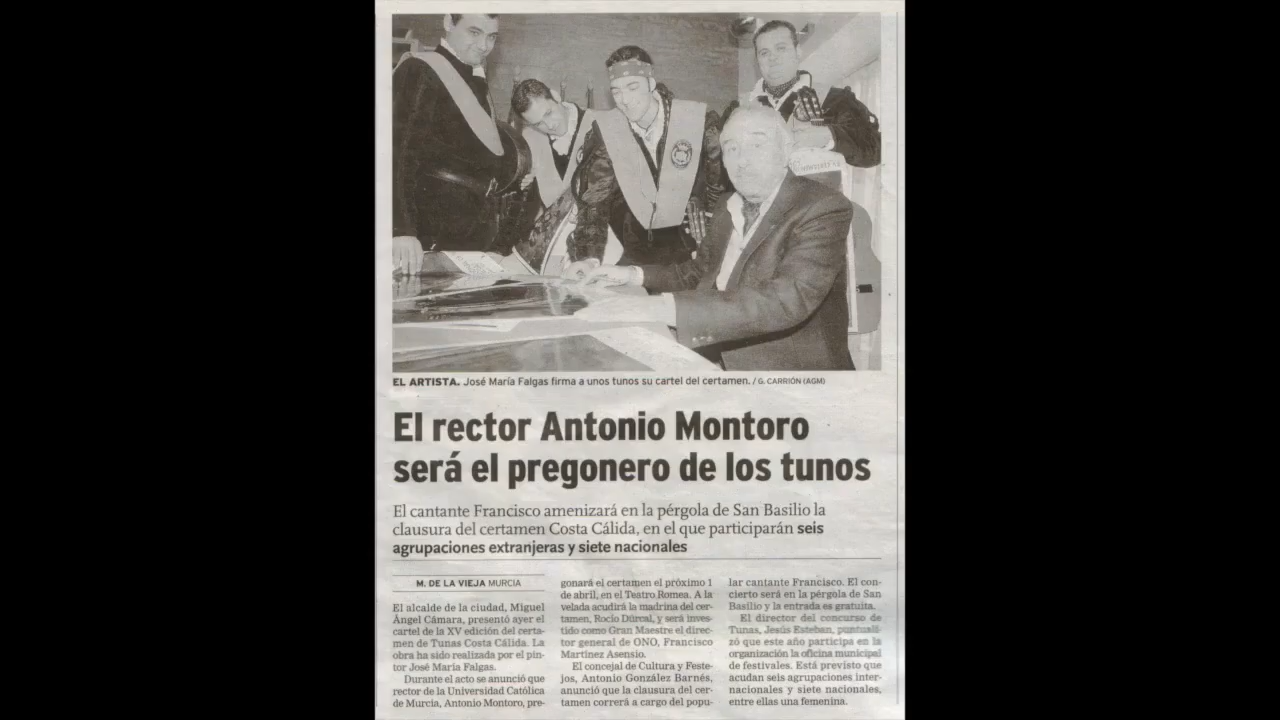 EL ARTISTA. José María Falgas firma a unos tunos su cartel del certamen. / G. CARRIÓN (AGM)
El rector Antonio Montoro
será el pregonero de los tunos
El cantante Francisco amenizará en la pérgola de San Basilio la
clausura del certamen Costa Cálida, en el que participarán seis
agrupaciones extranjeras y siete nacionales
M. DE LA VIEJA MURCIA
El alcalde de la ciudad, Miguel
Ángel Cámara, presentó ayer el
cartel de la XV edición del certa-
men de Tunas Costa Cálida. La
obra ha sido realizada por el pin-
tor José María Falgas.
Durante el acto se anunció que
rector de la Universidad Católica
de Murcia, Antonio Montoro, pre-
gonará el certamen el próximo 1
de abril, en el Teatro Romea. A la
velada acudirá la madrina del cer-
tamen, Rocío Dúrcal, y será inves-
tido como Gran Maestre el direc-
tor general de ONO, Francisco
Martínez Asensio.
El concejal de Cultura y Feste-
jos, Antonio González Barnés,
anunció que la clausura del cer-
tamen correrá a cargo del popu-
lar cantante Francisco. El con-
cierto será en la pérgola de San
Basilio y la entrada es gratuita.
El director del concurso de
Tunas, Jesús Esteban, puntuali-
zó que este año participa en la
organización la oficina municipal
de festivales. Está previsto que
acudan seis agrupaciones inter-
nacionales y siete nacionales,
entre ellas una femenina.